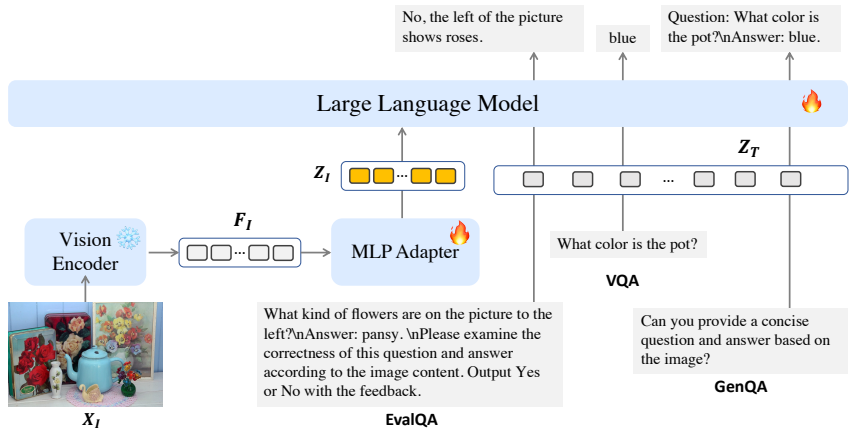 No, the left of the picture
shows roses.
blue
Question: What color is
the pot?\nAnswer: blue.
Large Language Model
Z_I
Z_T
...
...
F_I
Vision
Encoder
...
MLP Adapter
What color is the pot?
VQA
What kind of flowers are on the picture to the
left?\nAnswer: pansy. \nPlease examine the
correctness of this question and answer
according to the image content. Output Yes
or No with the feedback.
Can you provide a concise
question and answer based on
the image?
X_I
EvalQA
GenQA